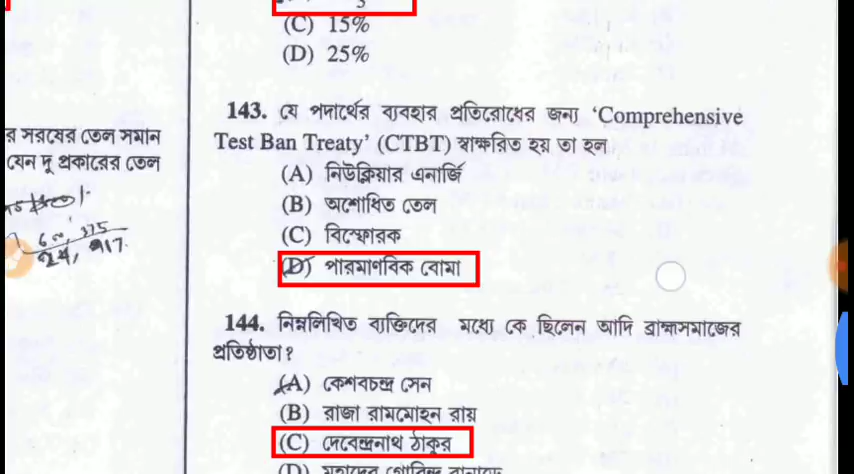 (C) 15%
(D) 25%
143. যে পদার্থের ব্যবহার প্রতিরোধের জন্য ‘Comprehensive
Test Ban Treaty’ (CTBT) স্বাক্ষরিত হয় তা হল
(A) নিউক্লিয়ার এনার্জি
(B) অশোধিত তেল
(C) বিস্ফোরক
(D) পারমাণবিক বোমা
144. নিম্নলিখিত ব্যক্তিদের মধ্যে কে ছিলেন আদি ব্রাহ্মসমাজের
প্রতিষ্ঠাতা?
(A) কেশবচন্দ্র সেন
(B) রাজা রামমোহন রায়
(C) দেবেন্দ্রনাথ ঠাকুর
(D) মহাদেব গোবিন্দ রানাডে
র সরষের তেল সমান
যেন দু প্রকারের তেল